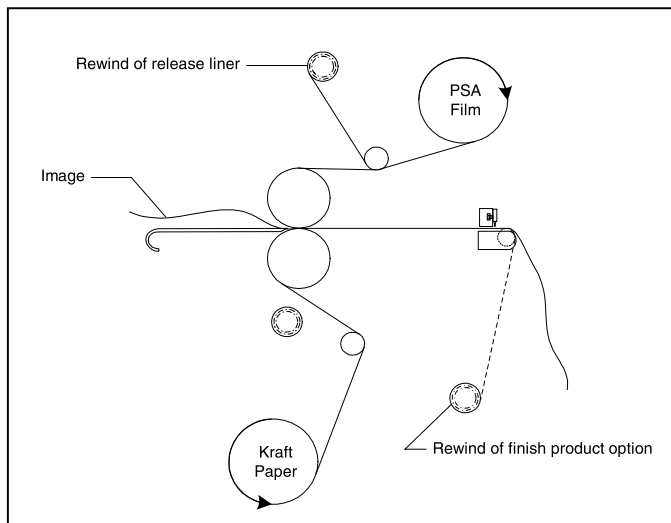 Rewind of release liner
PSA
Film
Image
Kraft
Paper
Rewind of finish product option